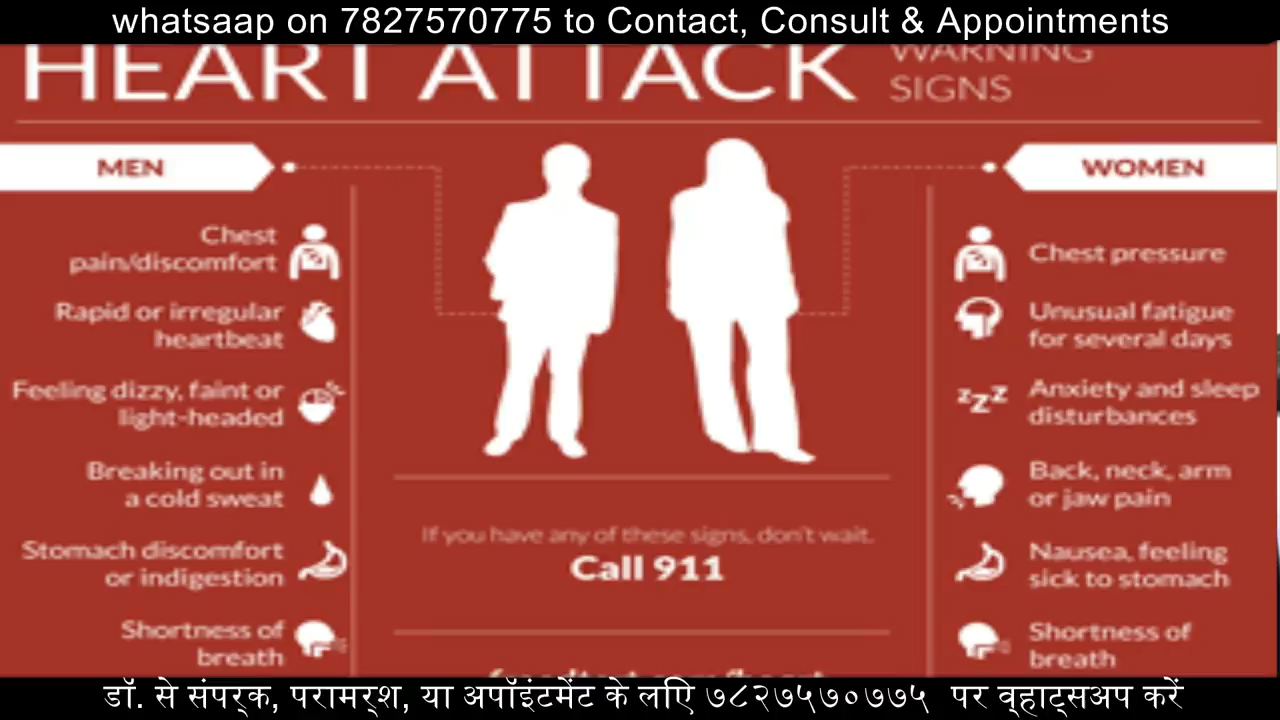 whatsaap on 7827570775 to Contact, Consult & Appointments
HEART ATTACK
WARNING
SIGNS
MEN
Chest
pain/discomfort
Rapid or irregular
heartbeat
Feeling dizzy, faint or
light-headed
Breaking out in
a cold sweat
Stomach discomfort
or indigestion
Shortness of
breath
If you have any of these signs, don't wait.
Call 911
WOMEN
Chest pressure
Unusual fatigue
for several days
zzz
Anxiety and sleep
disturbances
Back, neck, arm
or jaw pain
Nausea, feeling
sick to stomach
Shortness of
breath
डॉ. से संपर्क, परामर्श, या अपॉइंटमेंट के लिए ७८२७५७०७७५ पर व्हाट्सअप करें